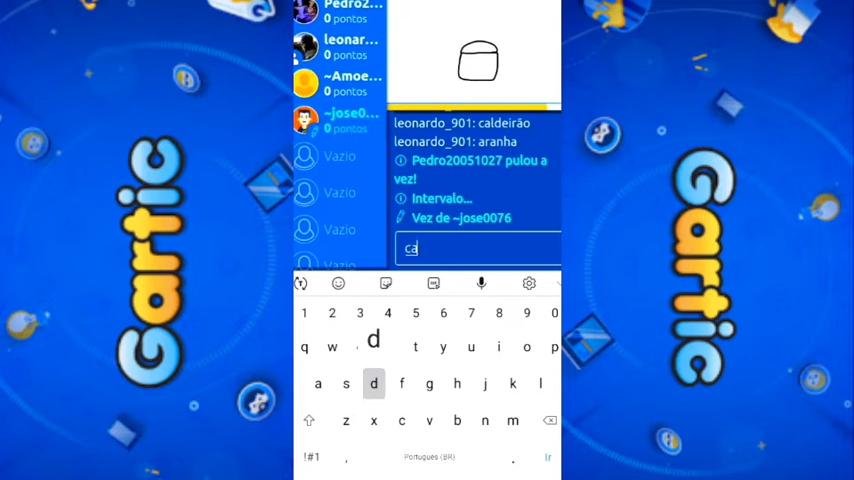 Gartic
Pedro2...
0 pontos
leonar...
0 pontos
~Amoe...
0 pontos
~jose0...
0 pontos
Vazio
Vazio
Vazio
Vazio
leonardo_901: caldeirão
leonardo_901: aranha
Pedro20051027 pulou a
vez!
Intervalo...
Vez de ~jose0076
ca
1 2 3 4 5 6 7 8 9 0
q w d t y u i o p
a s d f g h j k l
z x c v b n m
!#1 , Português (BR) . Ir
Gartic